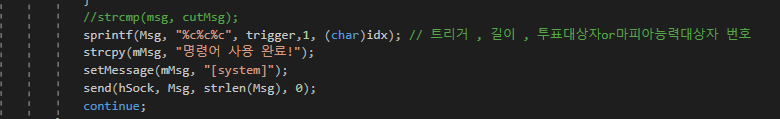 }
//strcmp(msg, cutMsg);
sprintf(Msg, "%c%c%c", trigger,1, (char)idx); // 트리거 , 길이 , 투표대상자or마피아능력대상자 번호
strcpy(mMsg, "명령어 사용 완료!");
setMessage(mMsg, "[system]");
send(hSock, Msg, strlen(Msg), 0);
continue;